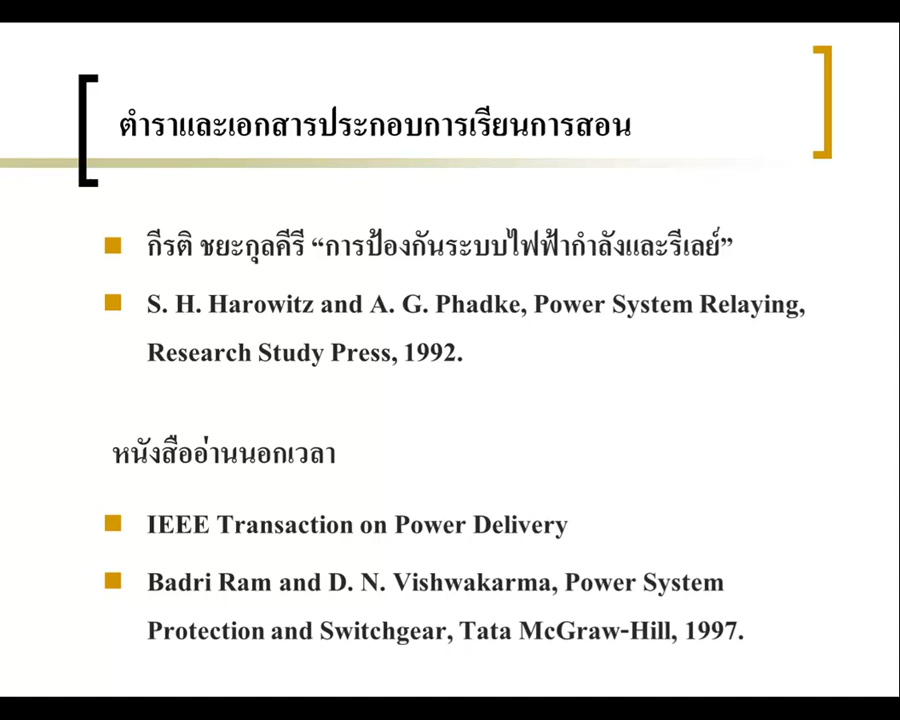 ตำราและเอกสารประกอบการเรียนการสอน
กีรติ ชยะกุลคีรี “การป้องกันระบบไฟฟ้ากำลังและรีเลย์”
S. H. Harowitz and A. G. Phadke, Power System Relaying,
Research Study Press, 1992.
หนังสืออ่านนอกเวลา
IEEE Transaction on Power Delivery
Badri Ram and D. N. Vishwakarma, Power System
Protection and Switchgear, Tata McGraw-Hill, 1997.